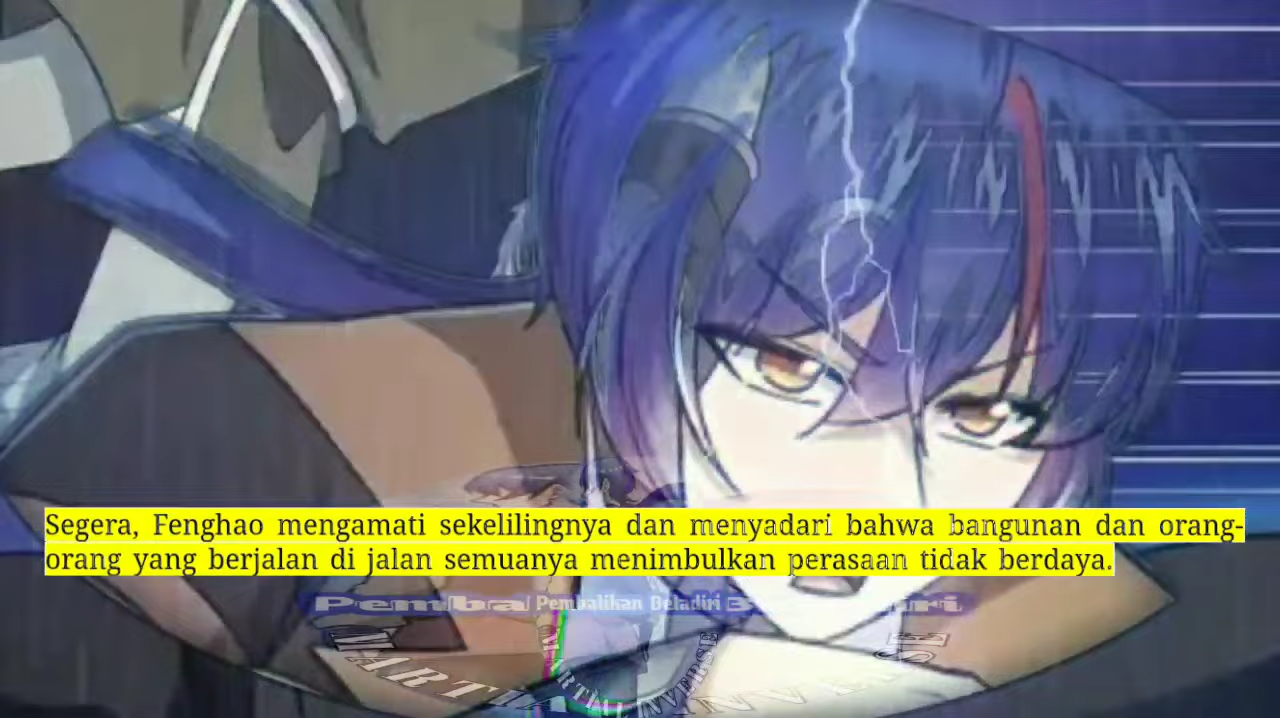 Segera, Fenghao mengamati sekelilingnya dan menyadari bahwa bangunan dan orang-
orang yang berjalan di jalan semuanya menimbulkan perasaan tidak berdaya.
Pembalikan Beladiri